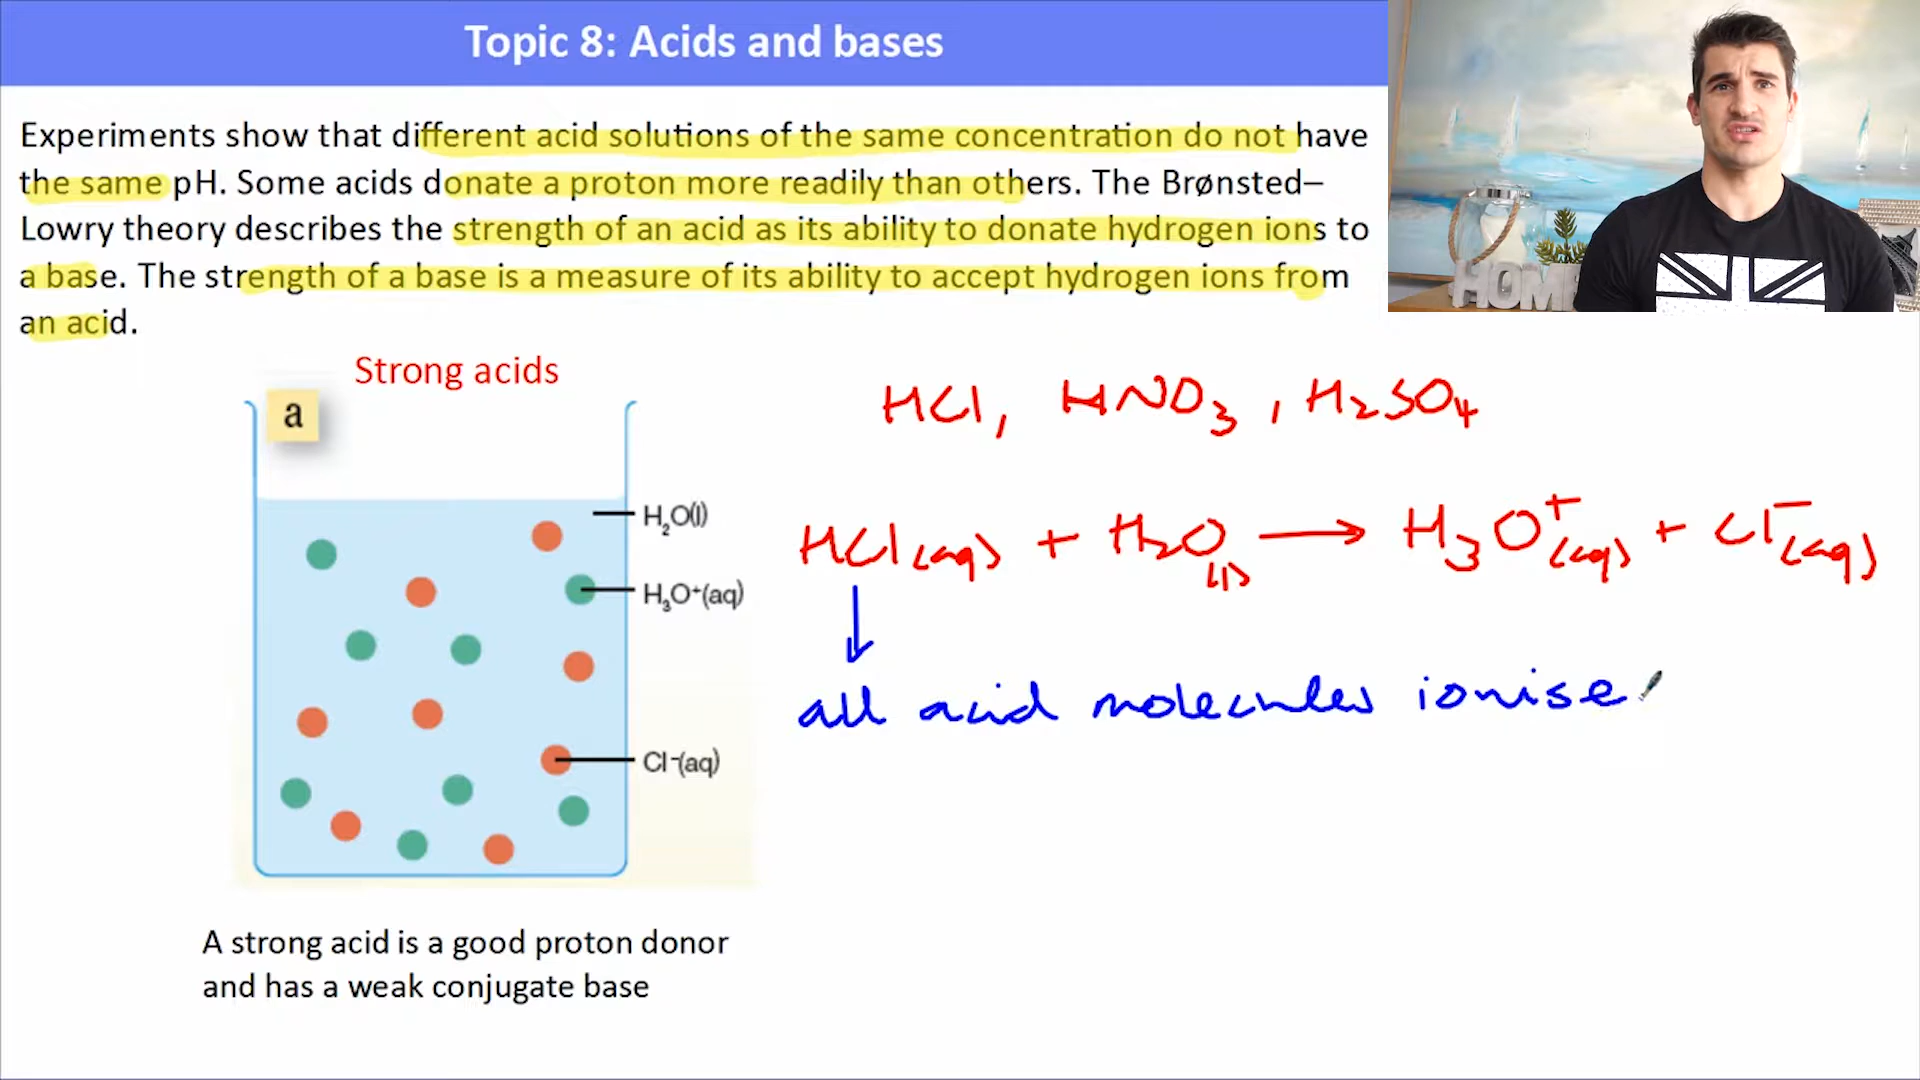 Topic 8: Acids and bases
Experiments show that different acid solutions of the same concentration do not have
the same pH. Some acids donate a proton more readily than others. The Brønsted–
Lowry theory describes the strength of an acid as its ability to donate hydrogen ions to
a base. The strength of a base is a measure of its ability to accept hydrogen ions from
an acid.
HOME
Strong acids
a
HCl, HNO₃, H₂SO₄
H₂O(l)
H₃O⁺(aq)
Cl⁻(aq)
HCl(aq) + H₂O(l) → H₃O⁺(aq) + Cl⁻(aq)
all acid molecules ionise
A strong acid is a good proton donor
and has a weak conjugate base